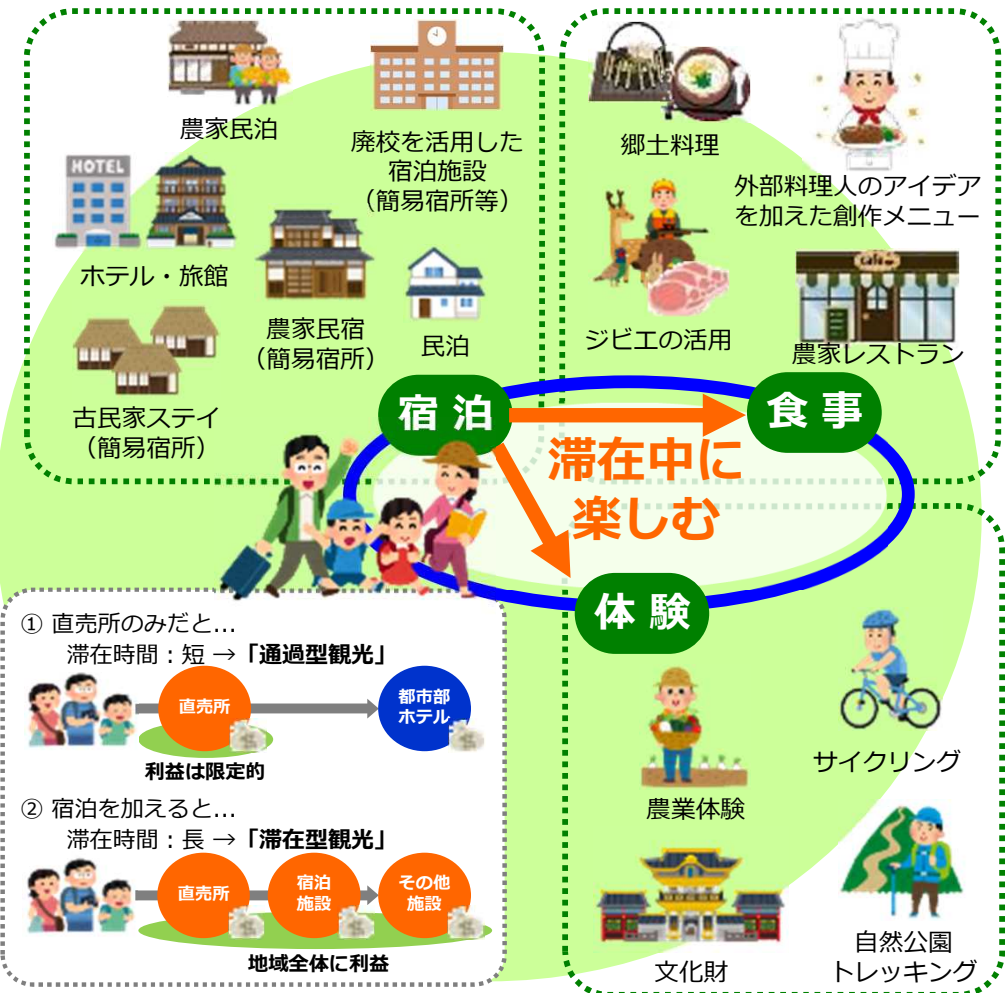 農家民泊
廃校を活用した
宿泊施設
（簡易宿所等）
HOTEL
ホテル・旅館
農家民宿
（簡易宿所）
民泊
古民家ステイ
（簡易宿所）
宿泊
郷土料理
外部料理人のアイデア
を加えた創作メニュー
ジビエの活用
cafe
農家レストラン
食事
滞在中に
楽しむ
体験
サイクリング
農業体験
文化財
自然公園
トレッキング
① 直売所のみだと…
滞在時間：短 →「通過型観光」
直売所
都市部
ホテル
利益は限定的
② 宿泊を加えると…
滞在時間：長 →「滞在型観光」
直売所
宿泊
施設
その他
施設
地域全体に利益